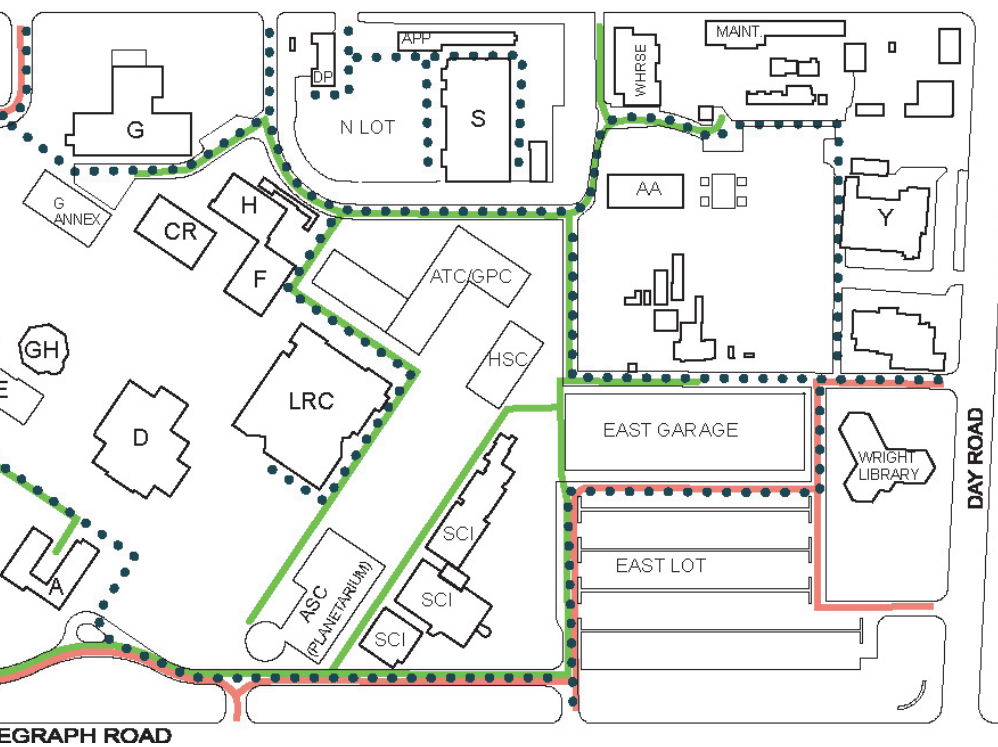 MAINT.
APP
WHRSE
DP
N LOT
S
G
G
ANNEX
H
CR
F
AA
Y
ATC/GPC
GH
HSC
E
LRC
D
EAST GARAGE
WRIGHT
LIBRARY
DAY ROAD
SCI
EAST LOT
A
ASC
(PLANETARIUM)
SCI
SCI
EGRAPH ROAD